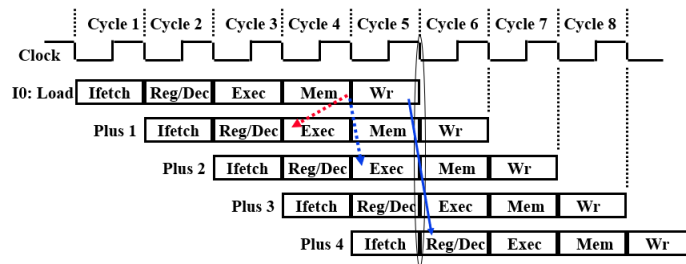 Cycle 1 Cycle 2 Cycle 3 Cycle 4 Cycle 5 Cycle 6 Cycle 7 Cycle 8
Clock
I0: Load Ifetch Reg/Dec Exec Mem Wr
Plus 1 Ifetch Reg/Dec Exec Mem Wr
Plus 2 Ifetch Reg/Dec Exec Mem Wr
Plus 3 Ifetch Reg/Dec Exec Mem Wr
Plus 4 Ifetch Reg/Dec Exec Mem Wr